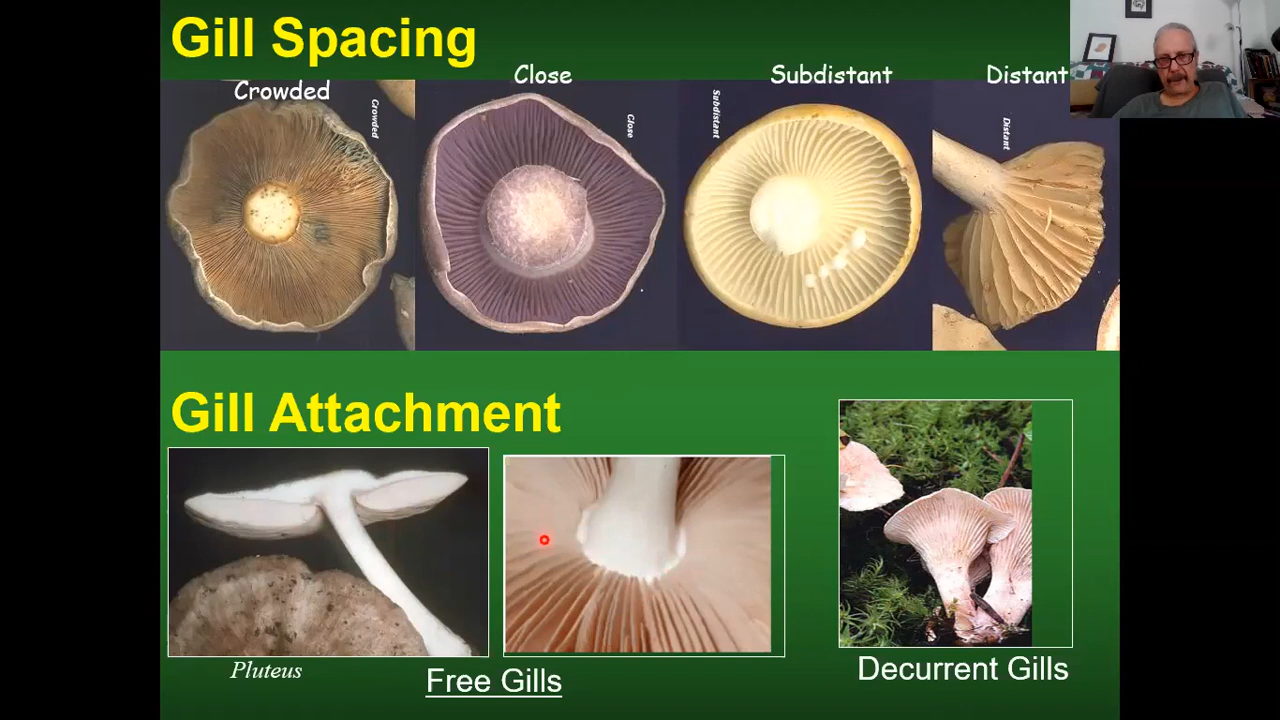 Gill Spacing
Crowded
Close
Subdistant
Distant
Crowded
Close
Subdistant
Distant
Gill Attachment
Pluteus
Free Gills
Decurrent Gills